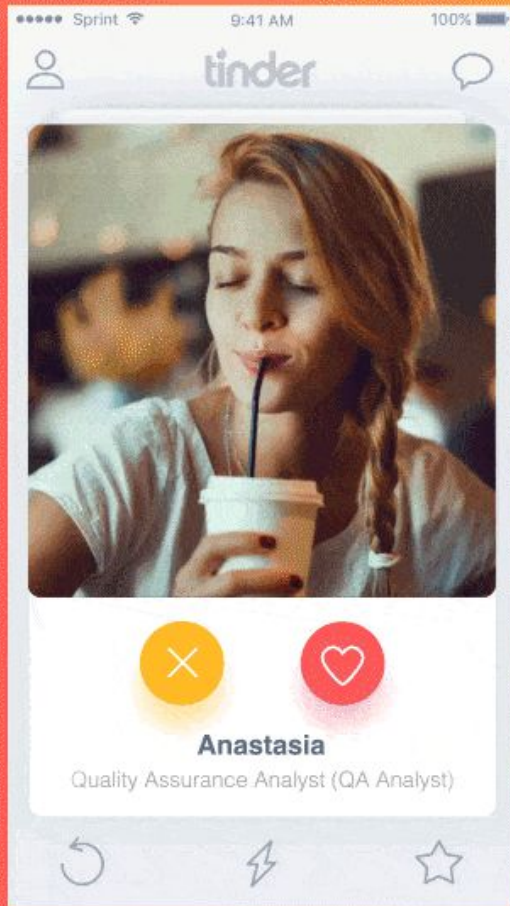 Sprint 9:41 AM 100%
tinder
Anastasia
Quality Assurance Analyst (QA Analyst)